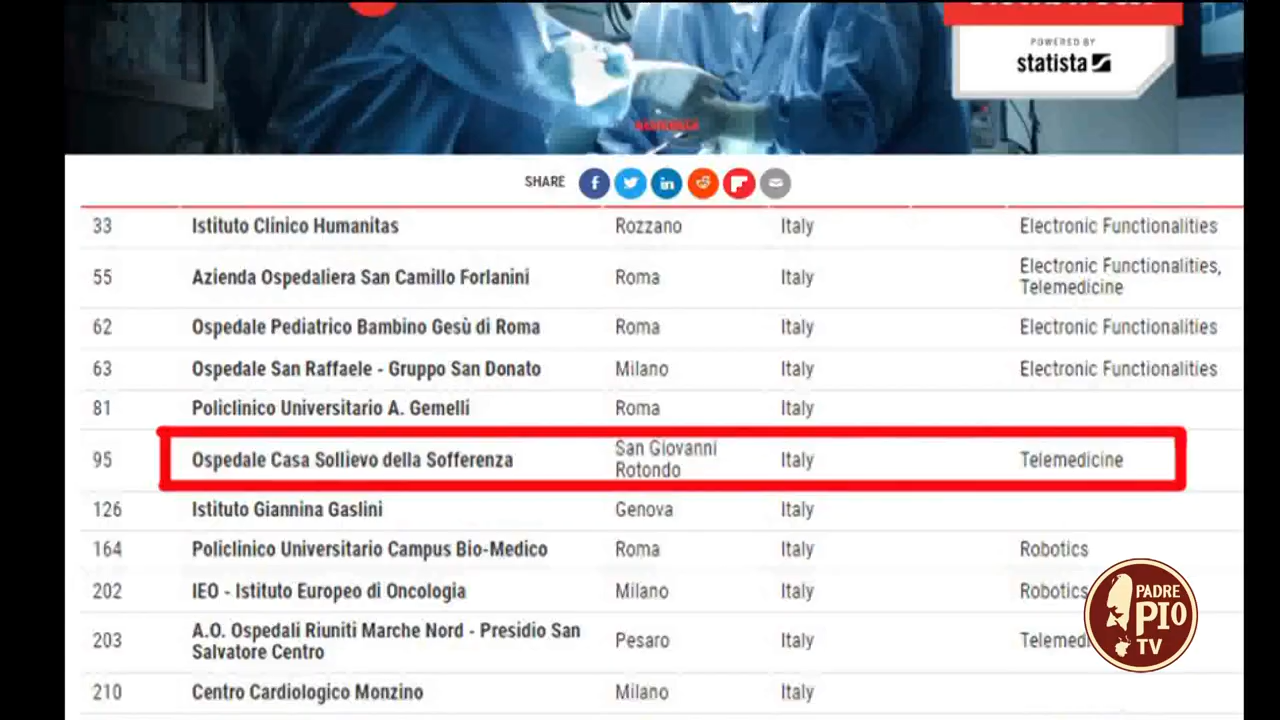 POWERED BY
statista
SHARE
33 Istituto Clinico Humanitas Rozzano Italy Electronic Functionalities
55 Azienda Ospedaliera San Camillo Forlanini Roma Italy Electronic Functionalities,
Telemedicine
62 Ospedale Pediatrico Bambino Gesù di Roma Roma Italy Electronic Functionalities
63 Ospedale San Raffaele - Gruppo San Donato Milano Italy Electronic Functionalities
81 Policlinico Universitario A. Gemelli Roma Italy
95 Ospedale Casa Sollievo della Sofferenza San Giovanni
Rotondo Italy Telemedicine
126 Istituto Giannina Gaslini Genova Italy
164 Policlinico Universitario Campus Bio-Medico Roma Italy Robotics
202 IEO - Istituto Europeo di Oncologia Milano Italy Robotics
203 A.O. Ospedali Riuniti Marche Nord - Presidio San
Salvatore Centro Pesaro Italy Telemedi
210 Centro Cardiologico Monzino Milano Italy
PADRE
PIO
TV